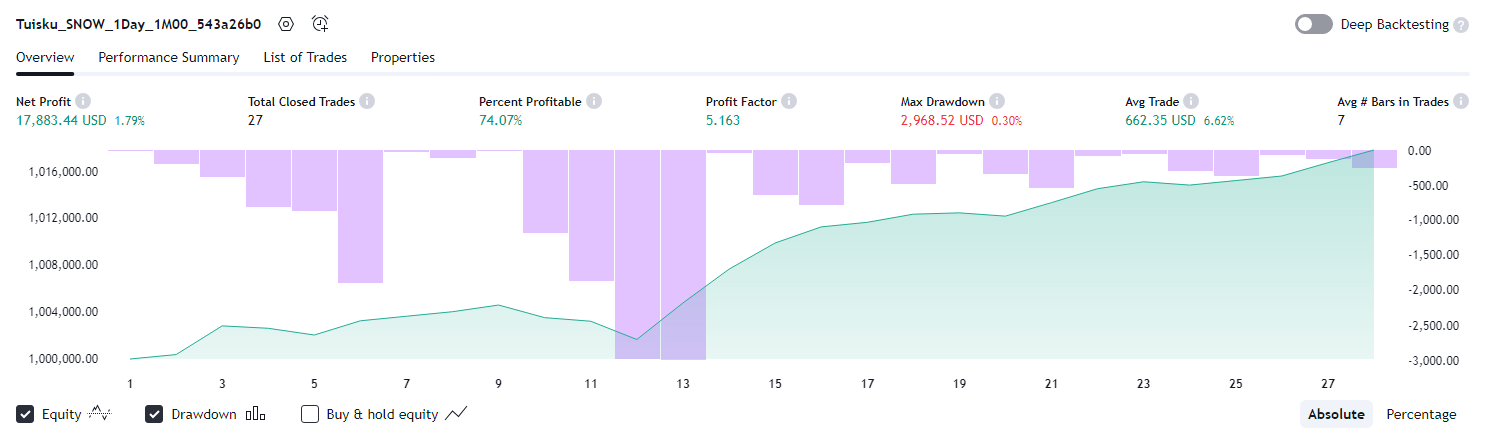 Tuisku_SNOW_1Day_1M00_543a26b0 Deep Backtesting ?
Overview Performance Summary List of Trades Properties
Net Profit i Total Closed Trades i Percent Profitable i Profit Factor i Max Drawdown i Avg Trade i Avg # Bars in Trades i
17,883.44 USD 1.79% 27 74.07% 5.163 2,968.52 USD 0.30% 662.35 USD 6.62% 7
0.00
1,016,000.00
-500.00
1,012,000.00 -1,000.00
-1,500.00
1,008,000.00
-2,000.00
1,004,000.00
-2,500.00
1,000,000.00 -3,000.00
1 3 5 7 9 11 13 15 17 19 21 23 25 27
Equity Drawdown Buy & hold equity Absolute Percentage